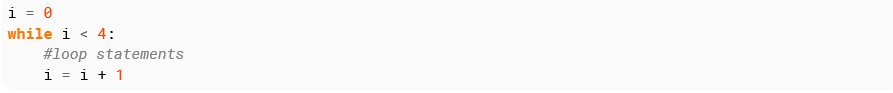 i = 0
while i < 4:
    #loop statements
    i = i + 1